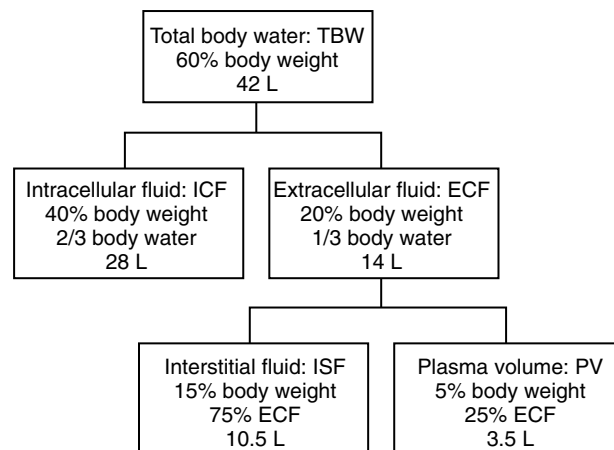 Total body water: TBW
60% body weight
42 L
Intracellular fluid: ICF
40% body weight
2/3 body water
28 L
Extracellular fluid: ECF
20% body weight
1/3 body water
14 L
Interstitial fluid: ISF
15% body weight
75% ECF
10.5 L
Plasma volume: PV
5% body weight
25% ECF
3.5 L